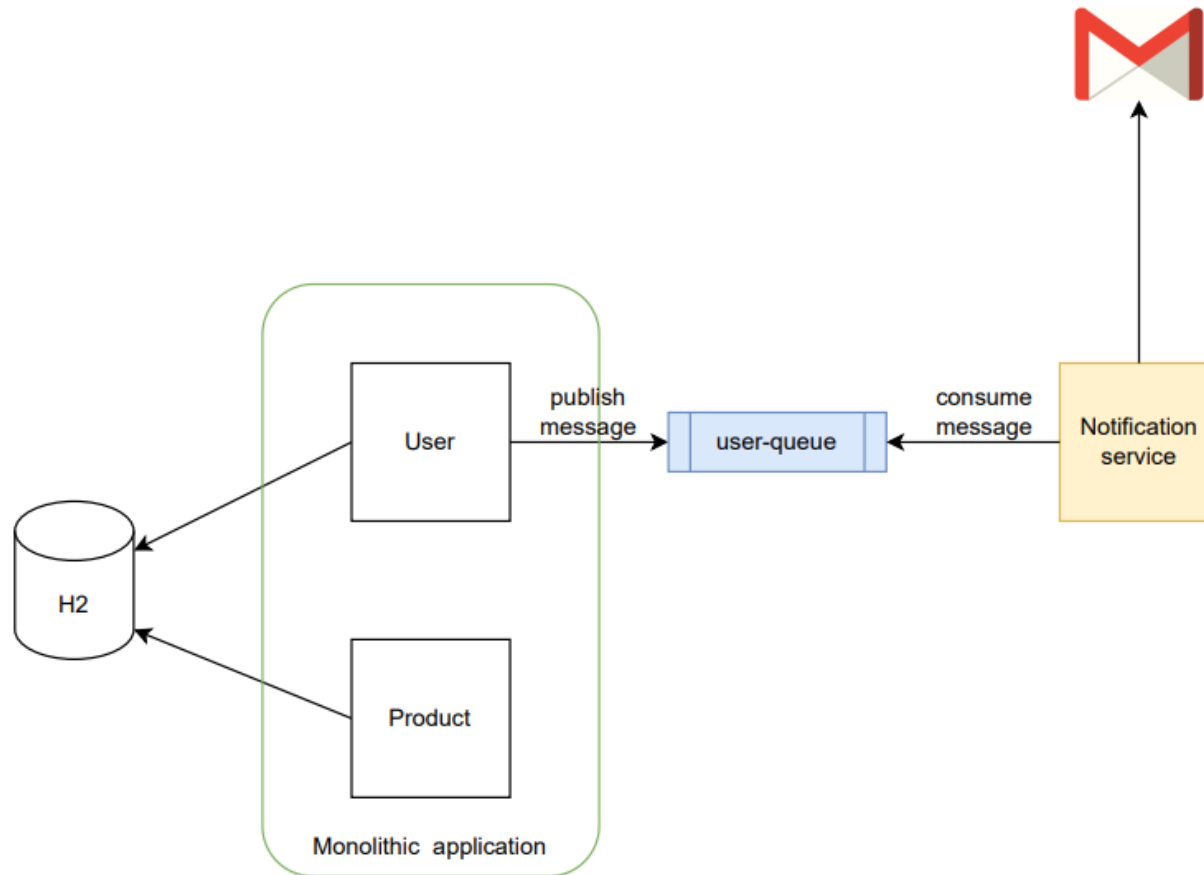 publish
message
consume
message
User
user-queue
Notification
service
H2
Product
Monolithic application